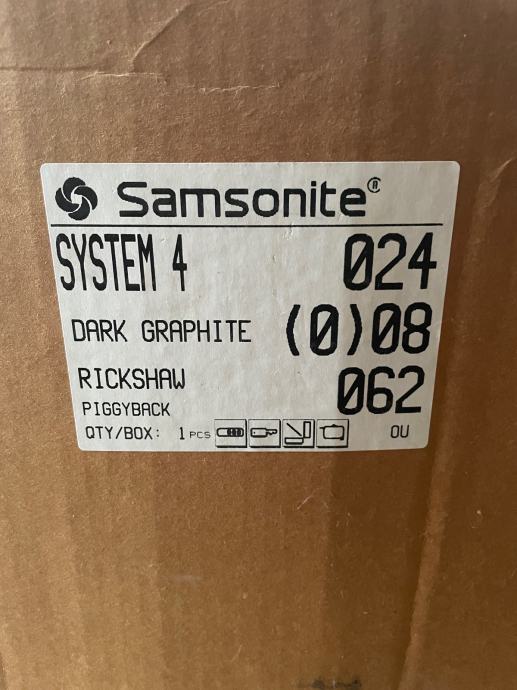 Samsonite®
SYSTEM 4 024
DARK GRAPHITE (0)08
RICKSHAW 062
PIGGYBACK
QTY/BOX: 1 PCS OU